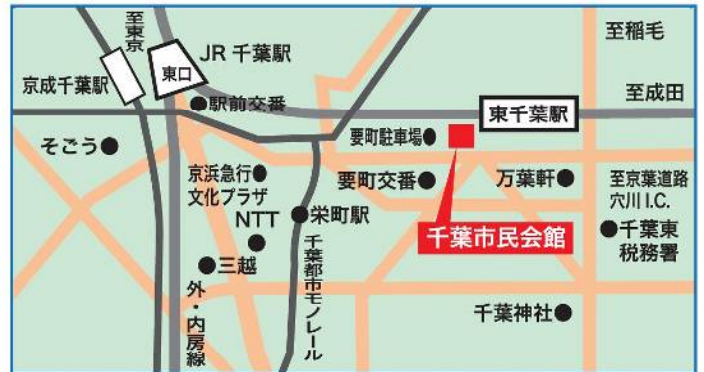 至東京
JR 千葉駅
東口
京成千葉駅
駅前交番
至稲毛
至成田
東千葉駅
そごう
要町駐車場
京浜急行
文化プラザ
要町交番
万葉軒
至京葉道路
穴川 I.C.
NTT
栄町駅
千葉市民会館
千葉東
税務署
三越
外・内房線
千葉都市モノレール
千葉神社